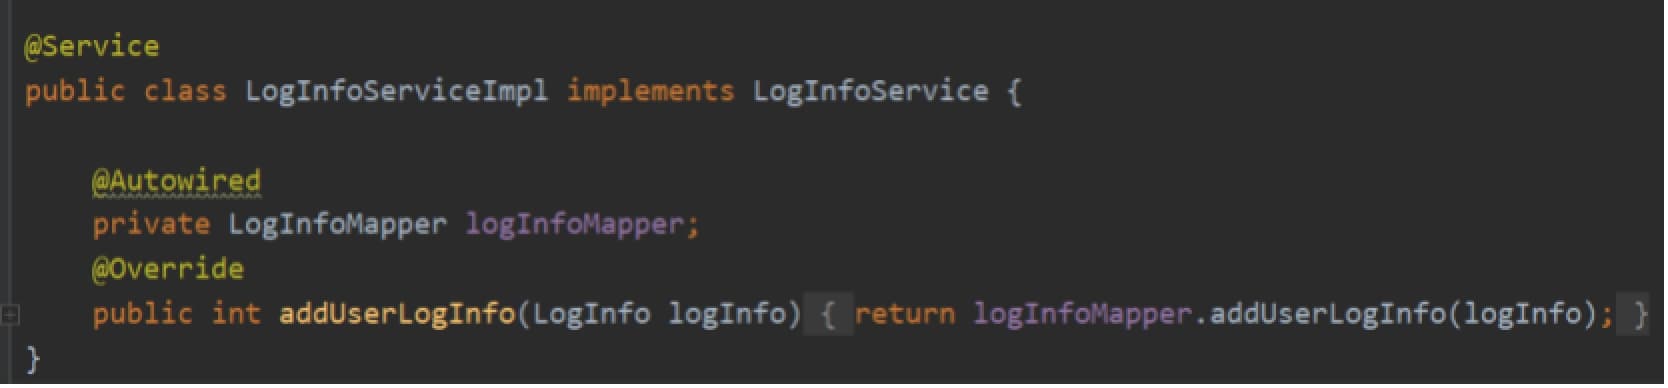 @Service
public class LogInfoServiceImpl implements LogInfoService {
@Autowired
private LogInfoMapper logInfoMapper;
@Override
public int addUserLogInfo(LogInfo logInfo) { return logInfoMapper.addUserLogInfo(logInfo); }
}